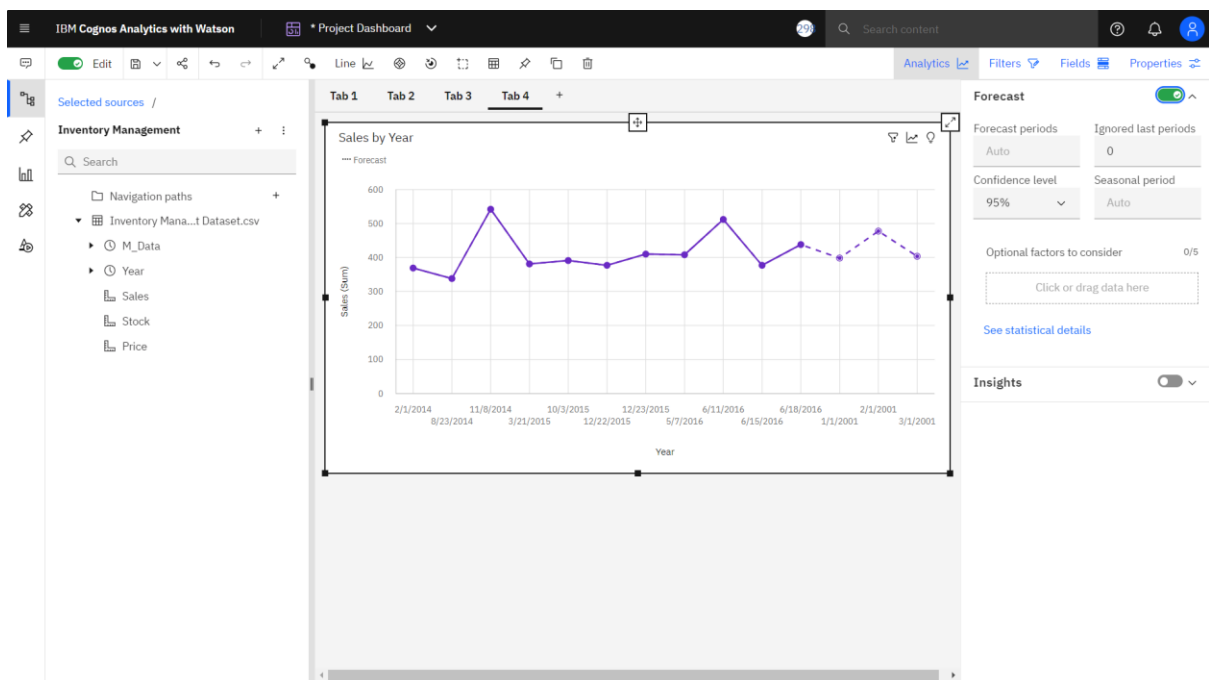 IBM Cognos Analytics with Watson
* Project Dashboard
298
Search content
Edit
Line
Analytics
Filters
Fields
Properties
Selected sources /
Inventory Management
Search
Navigation paths
Inventory Mana...t Dataset.csv
M_Data
Year
Sales
Stock
Price
Tab 1 Tab 2 Tab 3 Tab 4 +
Sales by Year
Forecast
600
500
400
300
200
100
0
Sales (Sum)
2/1/2014 11/8/2014 10/3/2015 12/23/2015 6/11/2016 6/18/2016 2/1/2001
8/23/2014 3/21/2015 12/22/2015 5/7/2016 6/15/2016 1/1/2001 3/1/2001
Year
Forecast
Forecast periods Ignored last periods
Auto 0
Confidence level Seasonal period
95% Auto
Optional factors to consider 0/5
Click or drag data here
See statistical details
Insights